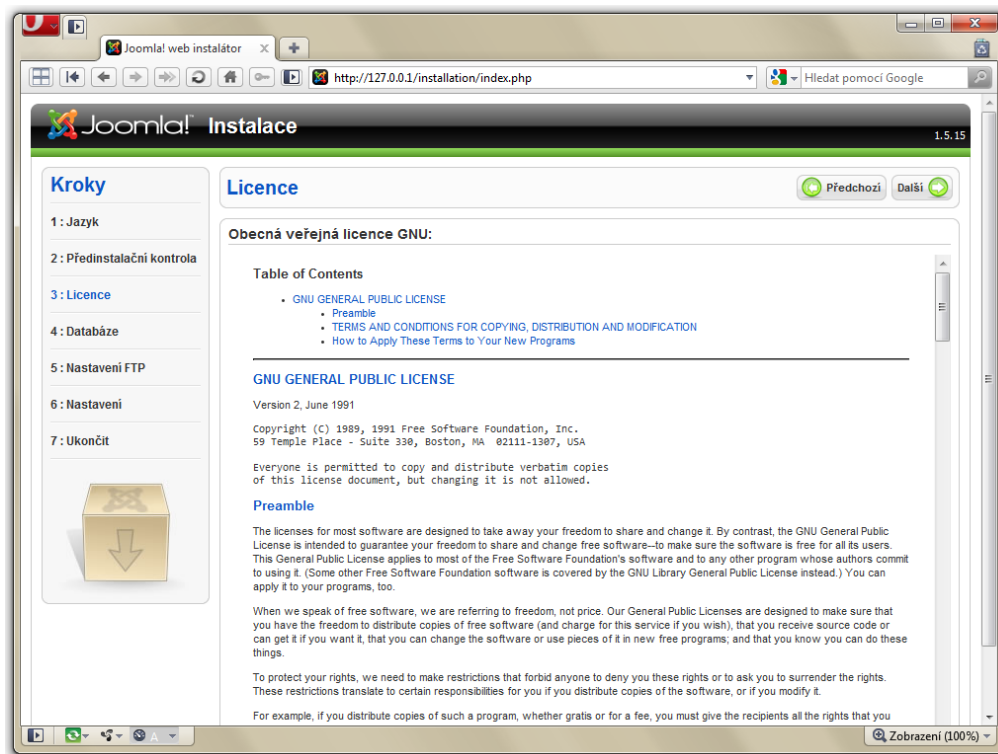 Joomla! web instalátor
http://127.0.0.1/installation/index.php
Hledat pomocí Google
Joomla! Instalace
1.5.15
Kroky
1 : Jazyk
2 : Předinstalační kontrola
3 : Licence
4 : Databáze
5 : Nastavení FTP
6 : Nastavení
7 : Ukončit
Licence
Předchozí
Další
Obecná veřejná licence GNU:
Table of Contents
GNU GENERAL PUBLIC LICENSE
Preamble
TERMS AND CONDITIONS FOR COPYING, DISTRIBUTION AND MODIFICATION
How to Apply These Terms to Your New Programs
GNU GENERAL PUBLIC LICENSE
Version 2, June 1991
Copyright (C) 1989, 1991 Free Software Foundation, Inc.
59 Temple Place - Suite 330, Boston, MA  02111-1307, USA
Everyone is permitted to copy and distribute verbatim copies
of this license document, but changing it is not allowed.
Preamble
The licenses for most software are designed to take away your freedom to share and change it. By contrast, the GNU General Public
License is intended to guarantee your freedom to share and change free software--to make sure the software is free for all its users.
This General Public License applies to most of the Free Software Foundation's software and to any other program whose authors commit
to using it. (Some other Free Software Foundation software is covered by the GNU Library General Public License instead.) You can
apply it to your programs, too.
When we speak of free software, we are referring to freedom, not price. Our General Public Licenses are designed to make sure that
you have the freedom to distribute copies of free software (and charge for this service if you wish), that you receive source code or
can get it if you want it, that you can change the software or use pieces of it in new free programs; and that you know you can do these
things.
To protect your rights, we need to make restrictions that forbid anyone to deny you these rights or to ask you to surrender the rights.
These restrictions translate to certain responsibilities for you if you distribute copies of the software, or if you modify it.
For example, if you distribute copies of such a program, whether gratis or for a fee, you must give the recipients all the rights that you
Zobrazení (100%)